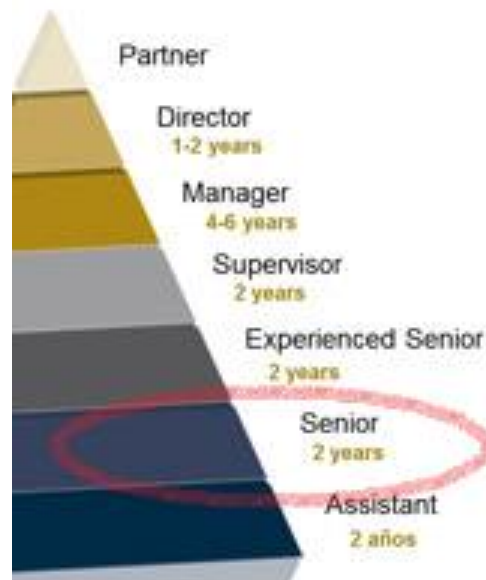 Partner
Director
1-2 years
Manager
4-6 years
Supervisor
2 years
Experienced Senior
2 years
Senior
2 years
Assistant
2 años